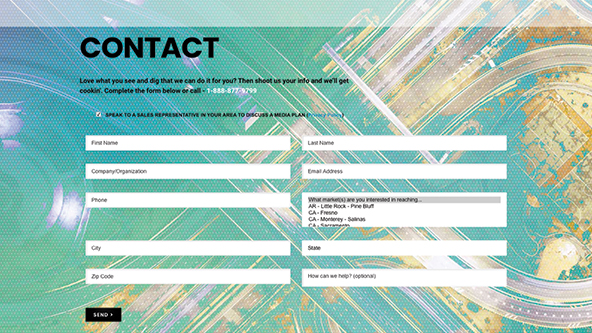 CONTACT
Love what you see and dig that we can do it for you? Then shoot us your info and we'll get
cookin'. Complete the form below or call - 1-888-877-9799
SPEAK TO A SALES REPRESENTATIVE IN YOUR AREA TO DISCUSS A MEDIA PLAN (Privacy Policy)
First Name
Last Name
Company/Organization
Email Address
Phone
What market(s) are you interested in reaching...
AR - Little Rock - Pine Bluff
CA - Fresno
CA - Monterey - Salinas
CA - Sacramento
City
State
Zip Code
How can we help? (optional)
SEND >